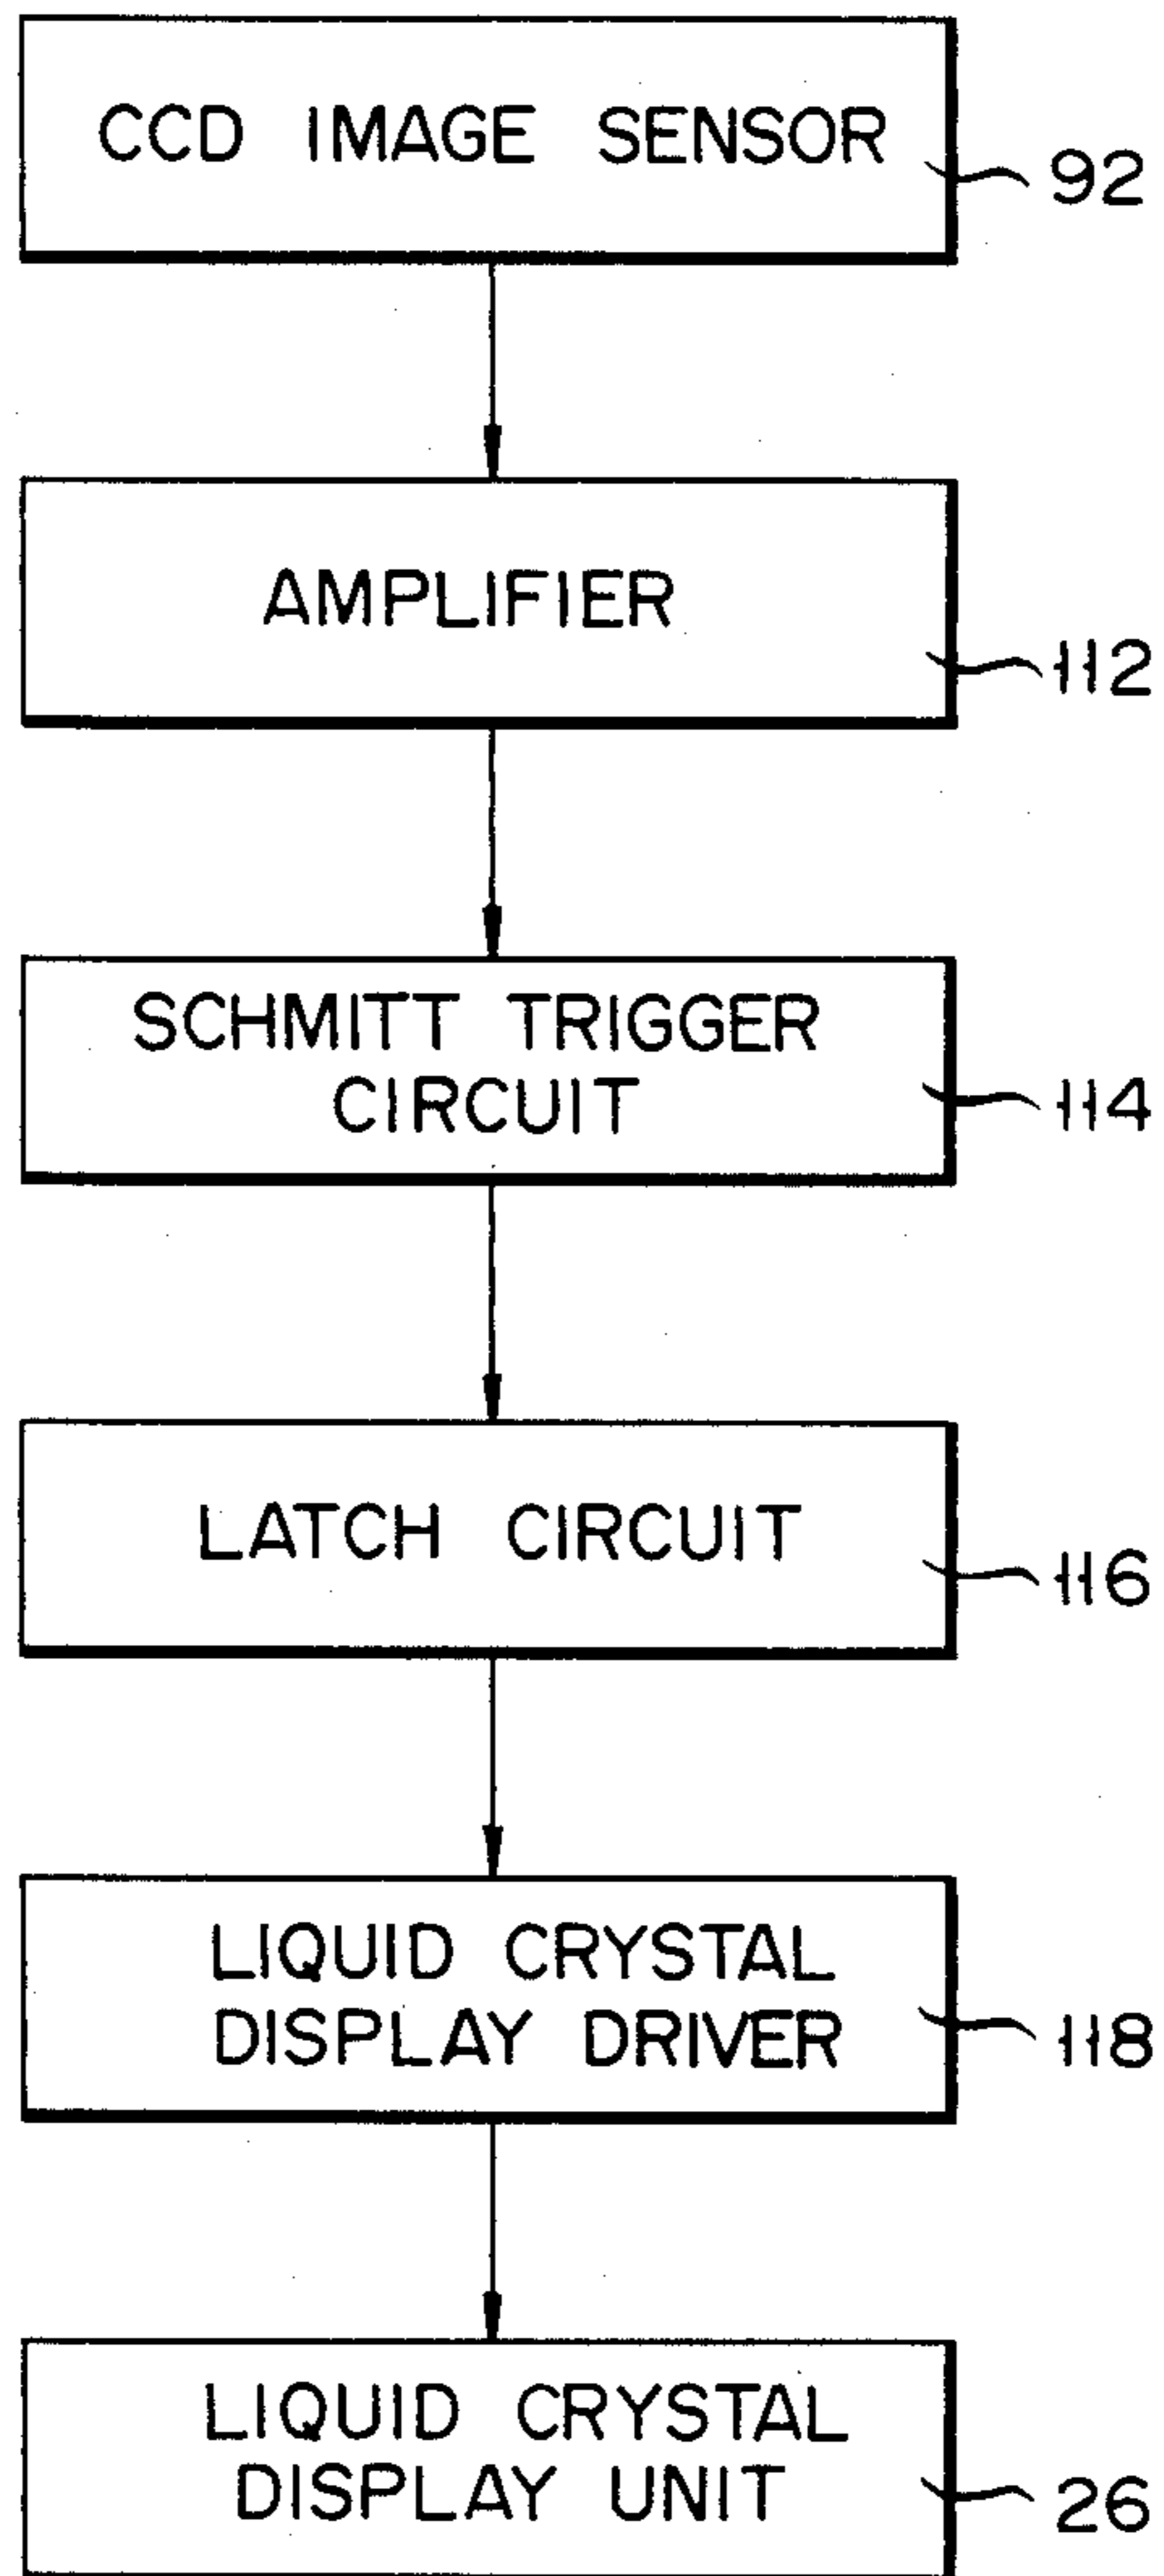 CCD IMAGE SENSOR
92
AMPLIFIER
112
SCHMITT TRIGGER
CIRCUIT
114
LATCH CIRCUIT
116
LIQUID CRYSTAL
DISPLAY DRIVER
118
LIQUID CRYSTAL
DISPLAY UNIT
26